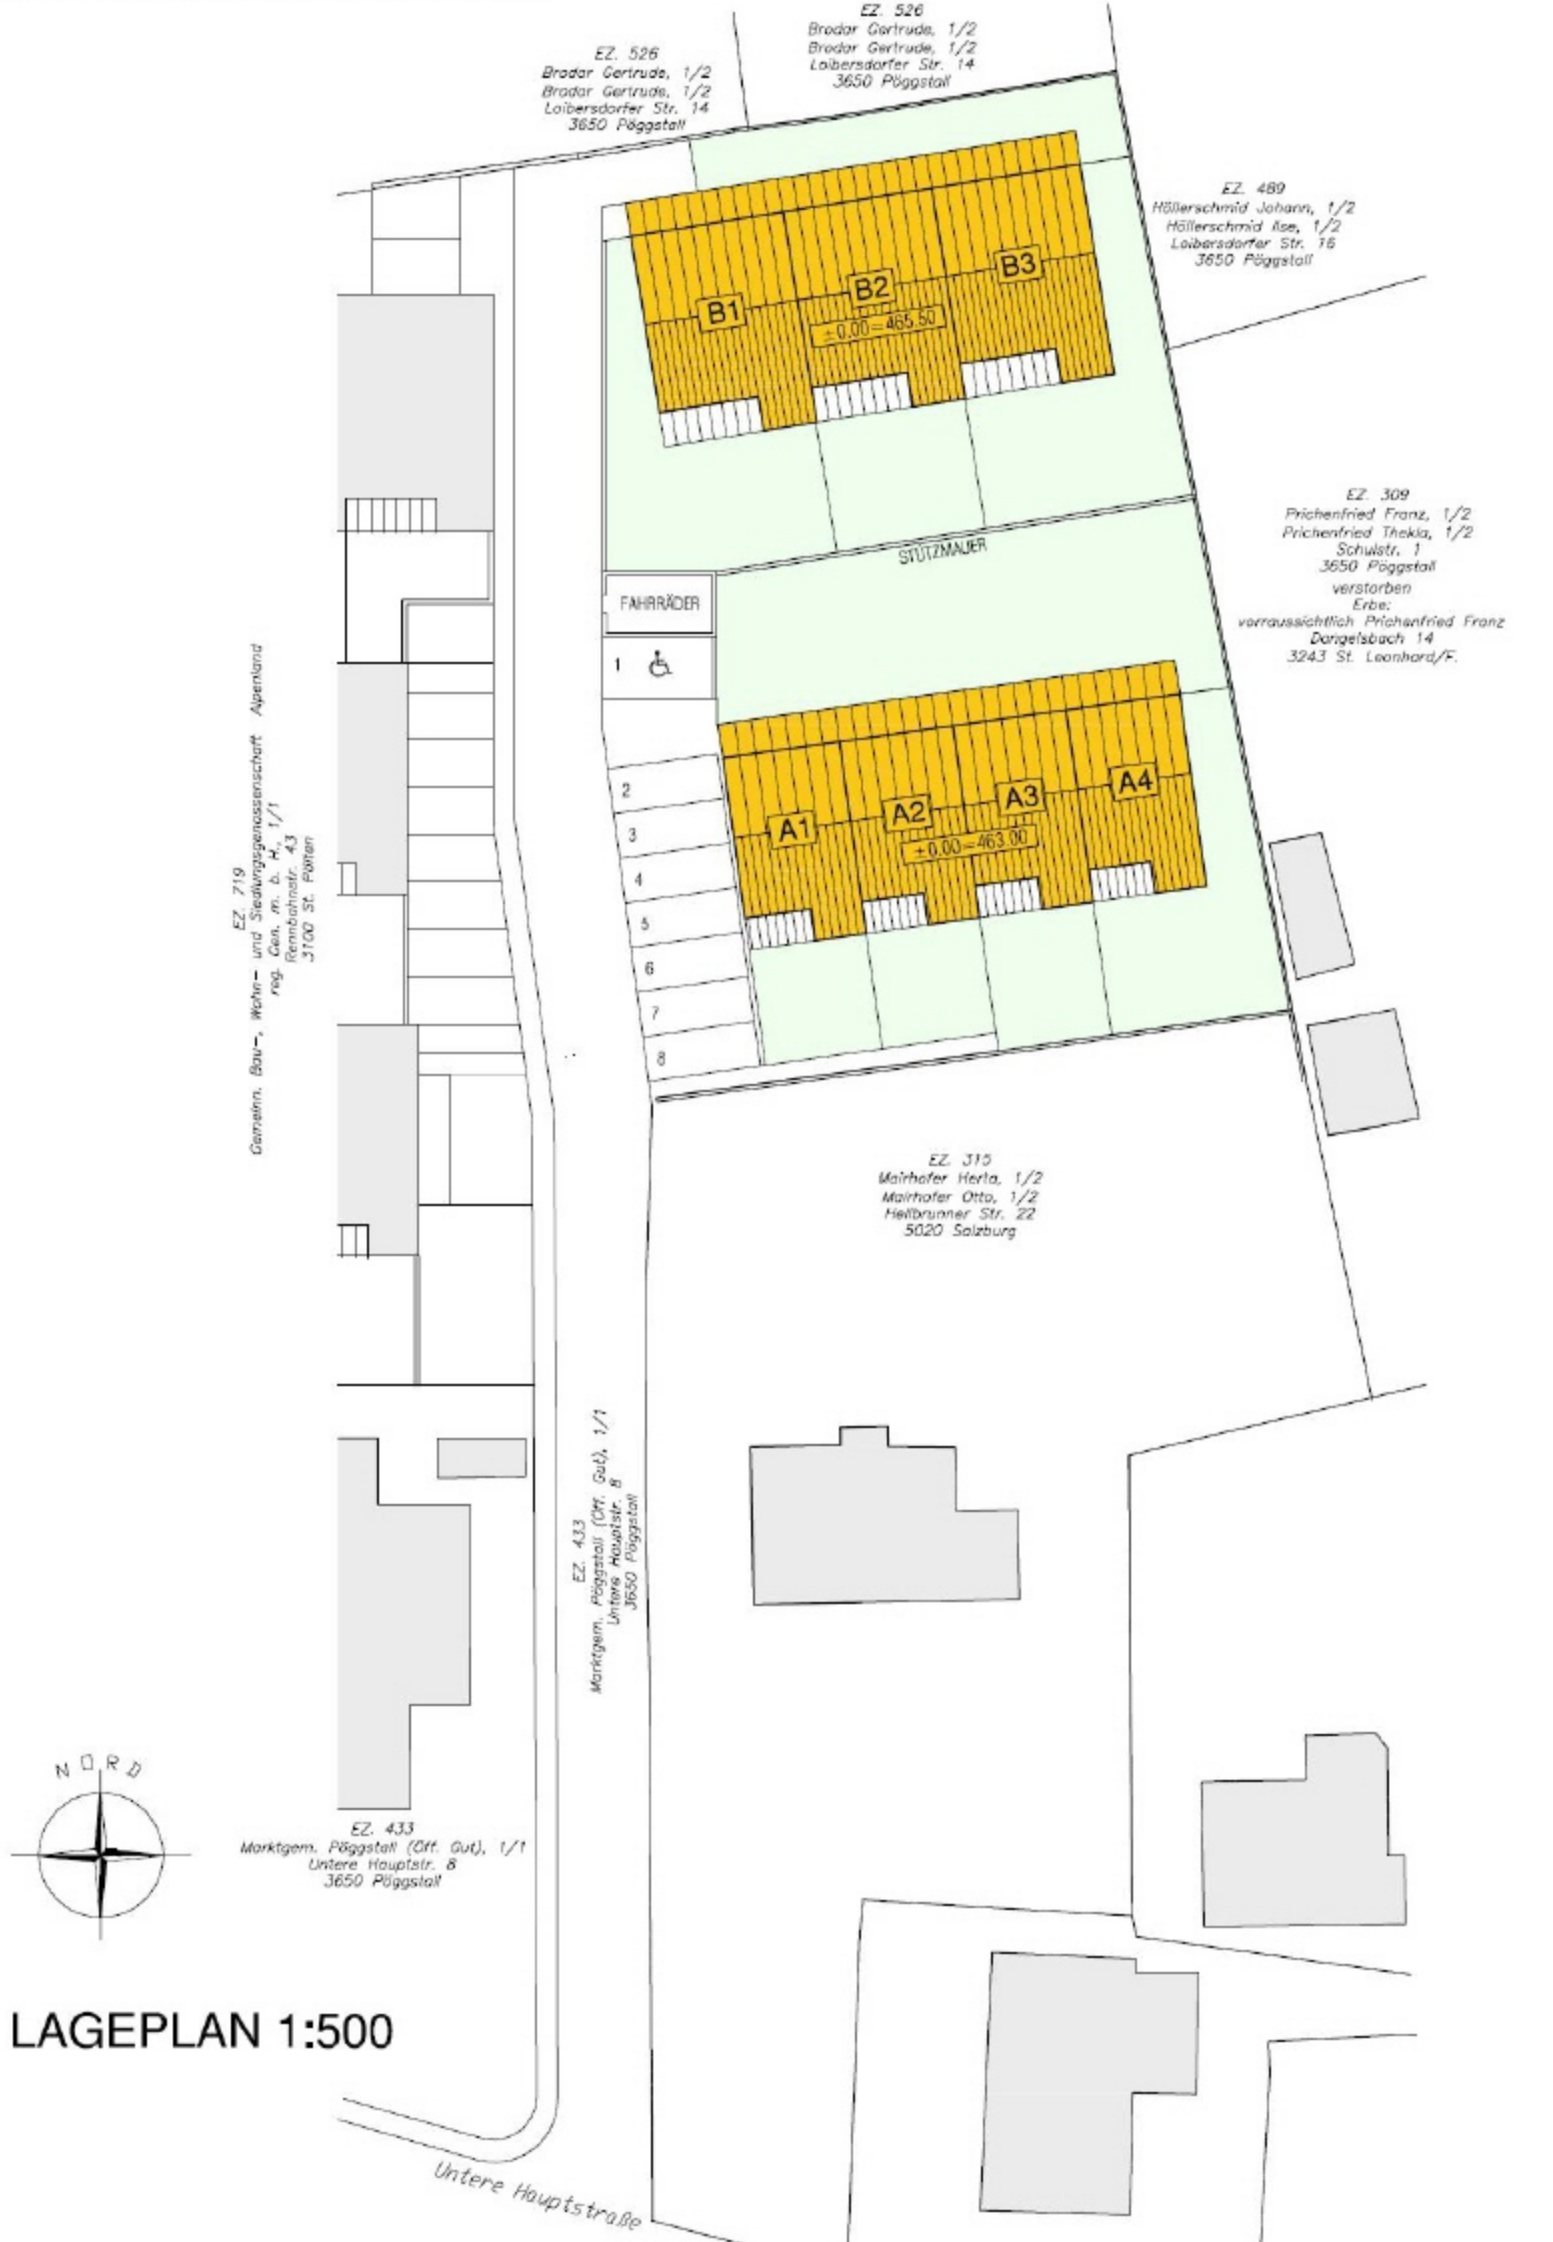 EZ. 526
Brodar Gertrude, 1/2
Brodar Gertrude, 1/2
Loibersdorfer Str. 14
3650 Pöggstall
EZ. 526
Brodar Gertrude, 1/2
Brodar Gertrude, 1/2
Loibersdorfer Str. 14
3650 Pöggstall
EZ. 489
Höllerschmid Johann, 1/2
Höllerschmid Ilse, 1/2
Loibersdorfer Str. 16
3650 Pöggstall
B1
B2
B3
±0.00=465.50
STÜTZMAUER
EZ. 309
Prichenfried Franz, 1/2
Prichenfried Thekla, 1/2
Schulstr. 1
3650 Pöggstall
verstorben
Erbe:
vorraussichtlich Prichenfried Franz
Dangelsbach 14
3243 St. Leonhard/F.
FAHRRÄDER
1
2
3
4
5
6
7
8
A1
A2
A3
A4
±0.00=463.00
EZ. 719
Gemeinn. Bau-, Wohn- und Siedlungsgenossenschaft Alpenland
reg. Gen. m. b. H., 1/1
Rennbahnstr. 43
3100 St. Pölten
EZ. 315
Mairhofer Herta, 1/2
Mairhofer Otto, 1/2
Hellbrunner Str. 22
5020 Salzburg
EZ. 433
Marktgem. Pöggstall (Öff. Gut), 1/1
Untere Hauptstr. 8
3650 Pöggstall
NORD
EZ. 433
Marktgem. Pöggstall (Öff. Gut), 1/1
Untere Hauptstr. 8
3650 Pöggstall
LAGEPLAN 1:500
Untere Hauptstraße